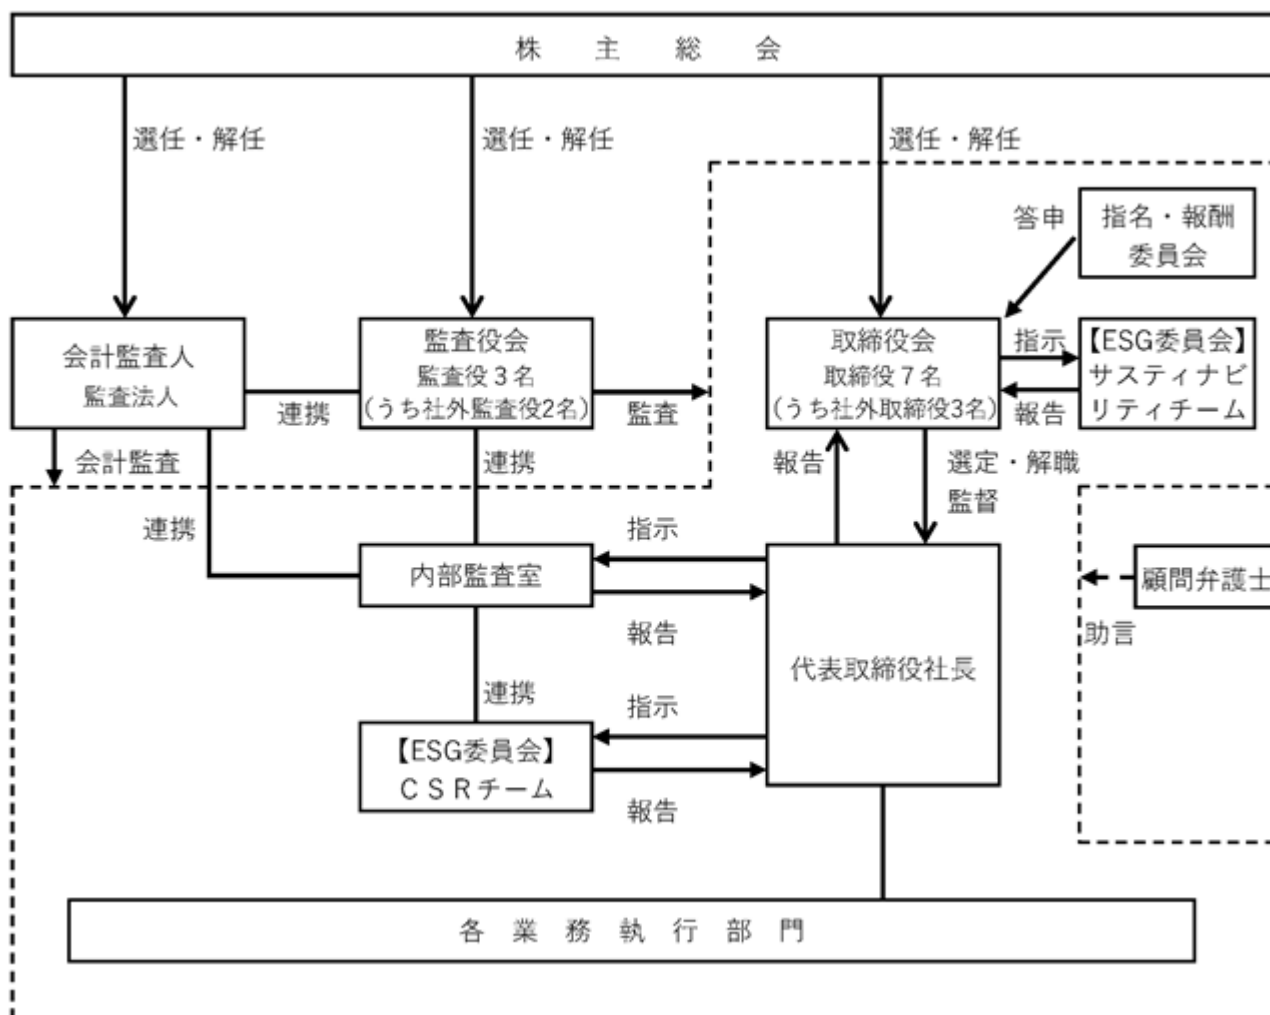 株主総会
選任・解任
選任・解任
選任・解任
答申
指名・報酬
委員会
会計監査人
監査法人
連携
監査役会
監査役３名
(うち社外監査役2名)
監査
取締役会
取締役７名
(うち社外取締役3名)
指示
報告
【ESG委員会】
サスティナビ
リティチーム
会計監査
連携
報告
選定・解職
監督
連携
指示
内部監査室
報告
顧問弁護士
助言
代表取締役社長
連携
指示
【ESG委員会】
ＣＳＲチーム
報告
各業務執行部門